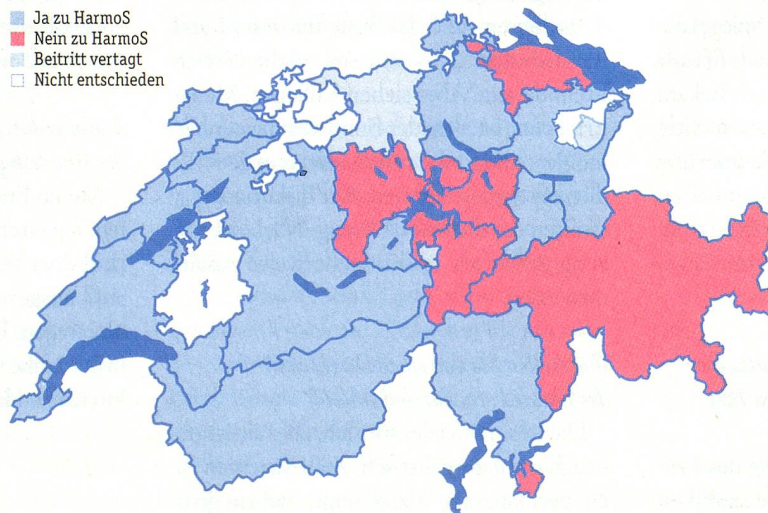 Ja zu HarmoS
Nein zu HarmoS
Beitritt vertagt
Nicht entschieden